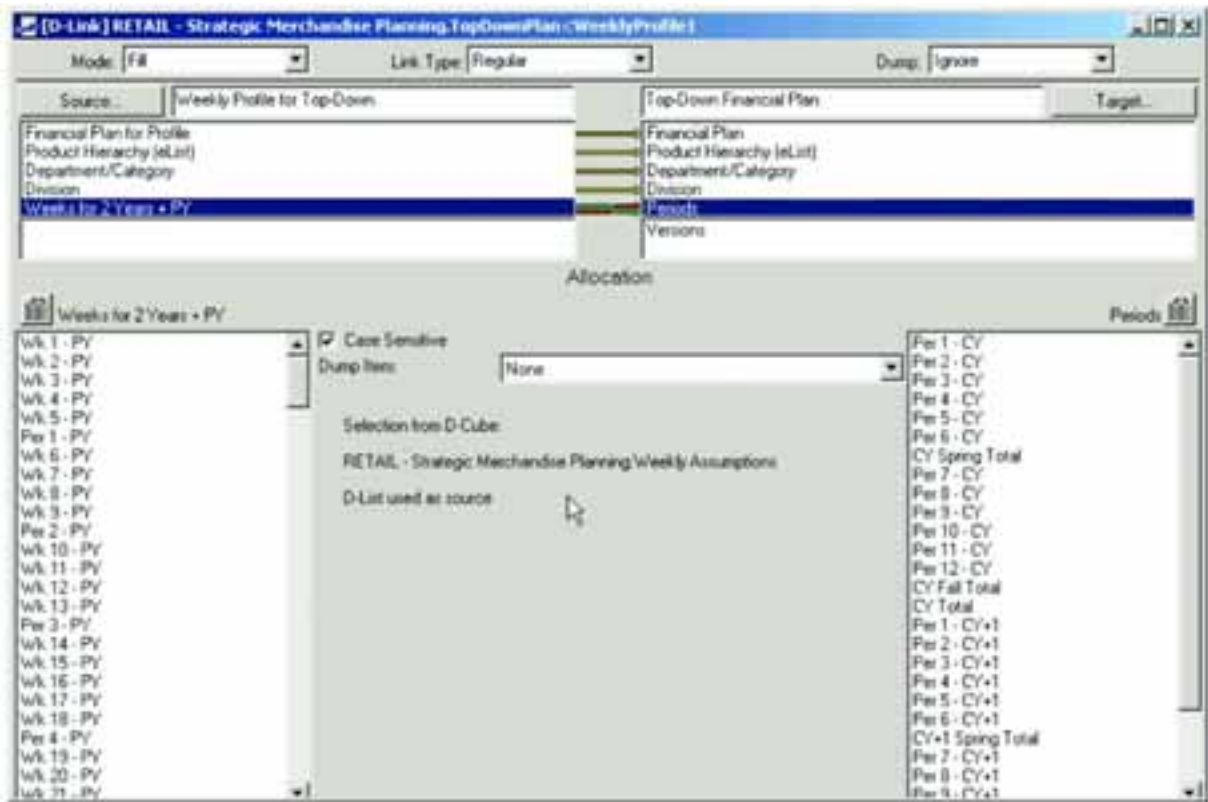 [D-Link] RETAIL - Strategic Merchandise Planning.TopDownPlan<WeeklyProfile1
Mode: Fill Link Type: Regular Dump: Ignore
Source... Weekly Profile for Top-Down Top-Down Financial Plan Target...
Financial Plan for Profile Financial Plan
Product Hierarchy (eList) Product Hierarchy (eList)
Department/Category Department/Category
Division Division
Weeks for 2 Years + PY Periods
Versions
Allocation
Weeks for 2 Years + PY Periods
Wk 1 - PY
Wk 2 - PY
Wk 3 - PY
Wk 4 - PY
Wk 5 - PY
Per 1 - PY
Wk 6 - PY
Wk 7 - PY
Wk 8 - PY
Wk 9 - PY
Per 2 - PY
Wk 10 - PY
Wk 11 - PY
Wk 12 - PY
Wk 13 - PY
Per 3 - PY
Wk 14 - PY
Wk 15 - PY
Wk 16 - PY
Wk 17 - PY
Wk 18 - PY
Per 4 - PY
Wk 19 - PY
Wk 20 - PY
Wk 21 - PY
Case Sensitive
Dump Item: None
Selection from D-Cube:
RETAIL - Strategic Merchandise Planning.Weekly Assumptions
D-List used as source
Per 1 - CY
Per 2 - CY
Per 3 - CY
Per 4 - CY
Per 5 - CY
Per 6 - CY
CY Spring Total
Per 7 - CY
Per 8 - CY
Per 9 - CY
Per 10 - CY
Per 11 - CY
Per 12 - CY
CY Fall Total
CY Total
Per 1 - CY+1
Per 2 - CY+1
Per 3 - CY+1
Per 4 - CY+1
Per 5 - CY+1
Per 6 - CY+1
CY+1 Spring Total
Per 7 - CY+1
Per 8 - CY+1
Per 9 - CY+1